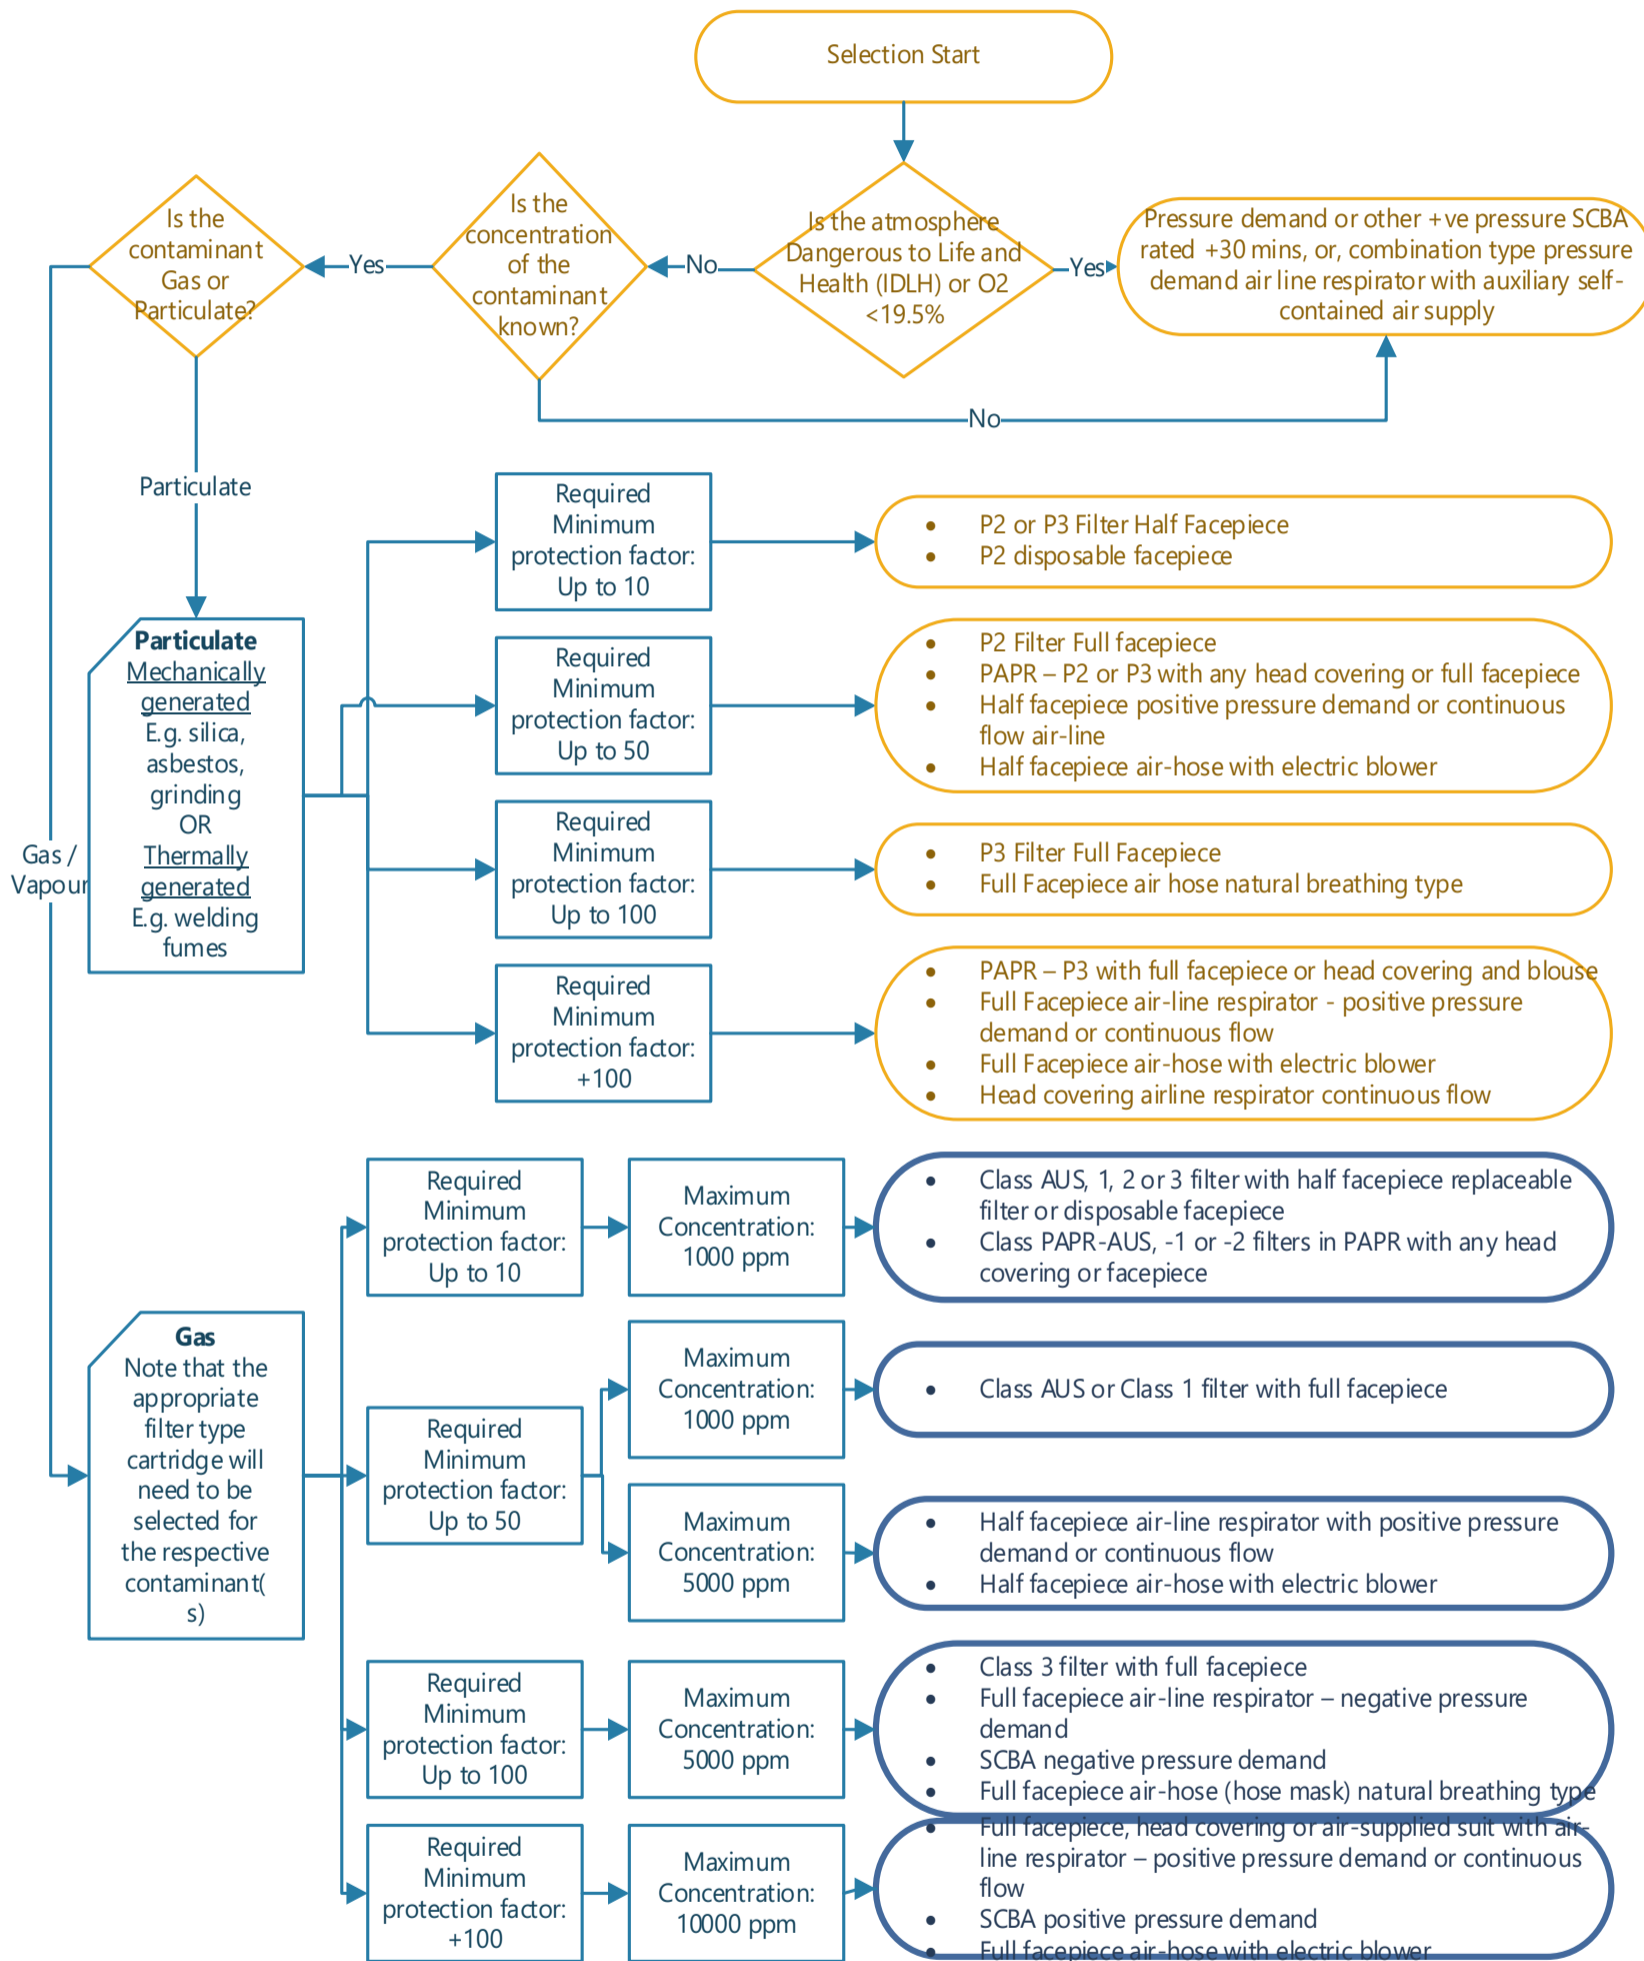 Selection Start
Is the
contaminant
Gas or
Particulate?
Yes
Is the
concentration
of the
contaminant
known?
No
Is the atmosphere
Dangerous to Life and
Health (IDLH) or O2
<19.5%
Yes
Pressure demand or other +ve pressure SCBA
rated +30 mins, or, combination type pressure
demand air line respirator with auxiliary self-
contained air supply
No
Particulate
Gas /
Vapour
Particulate
Mechanically
generated
E.g. silica,
asbestos,
grinding
OR
Thermally
generated
E.g. welding
fumes
Required
Minimum
protection factor:
Up to 10
• P2 or P3 Filter Half Facepiece
• P2 disposable facepiece
Required
Minimum
protection factor:
Up to 50
• P2 Filter Full facepiece
• PAPR – P2 or P3 with any head covering or full facepiece
• Half facepiece positive pressure demand or continuous
flow air-line
• Half facepiece air-hose with electric blower
Required
Minimum
protection factor:
Up to 100
• P3 Filter Full Facepiece
• Full Facepiece air hose natural breathing type
Required
Minimum
protection factor:
+100
• PAPR – P3 with full facepiece or head covering and blouse
• Full Facepiece air-line respirator - positive pressure
demand or continuous flow
• Full Facepiece air-hose with electric blower
• Head covering airline respirator continuous flow
Gas
Note that the
appropriate
filter type
cartridge will
need to be
selected for
the respective
contaminant(
s)
Required
Minimum
protection factor:
Up to 10
Maximum
Concentration:
1000 ppm
• Class AUS, 1, 2 or 3 filter with half facepiece replaceable
filter or disposable facepiece
• Class PAPR-AUS, -1 or -2 filters in PAPR with any head
covering or facepiece
Required
Minimum
protection factor:
Up to 50
Maximum
Concentration:
1000 ppm
• Class AUS or Class 1 filter with full facepiece
Maximum
Concentration:
5000 ppm
• Half facepiece air-line respirator with positive pressure
demand or continuous flow
• Half facepiece air-hose with electric blower
Required
Minimum
protection factor:
Up to 100
Maximum
Concentration:
5000 ppm
• Class 3 filter with full facepiece
• Full facepiece air-line respirator – negative pressure
demand
• SCBA negative pressure demand
• Full facepiece air-hose (hose mask) natural breathing type
Required
Minimum
protection factor:
+100
Maximum
Concentration:
10000 ppm
• Full facepiece, head covering or air-supplied suit with air-
line respirator – positive pressure demand or continuous
flow
• SCBA positive pressure demand
• Full facepiece air-hose with electric blower